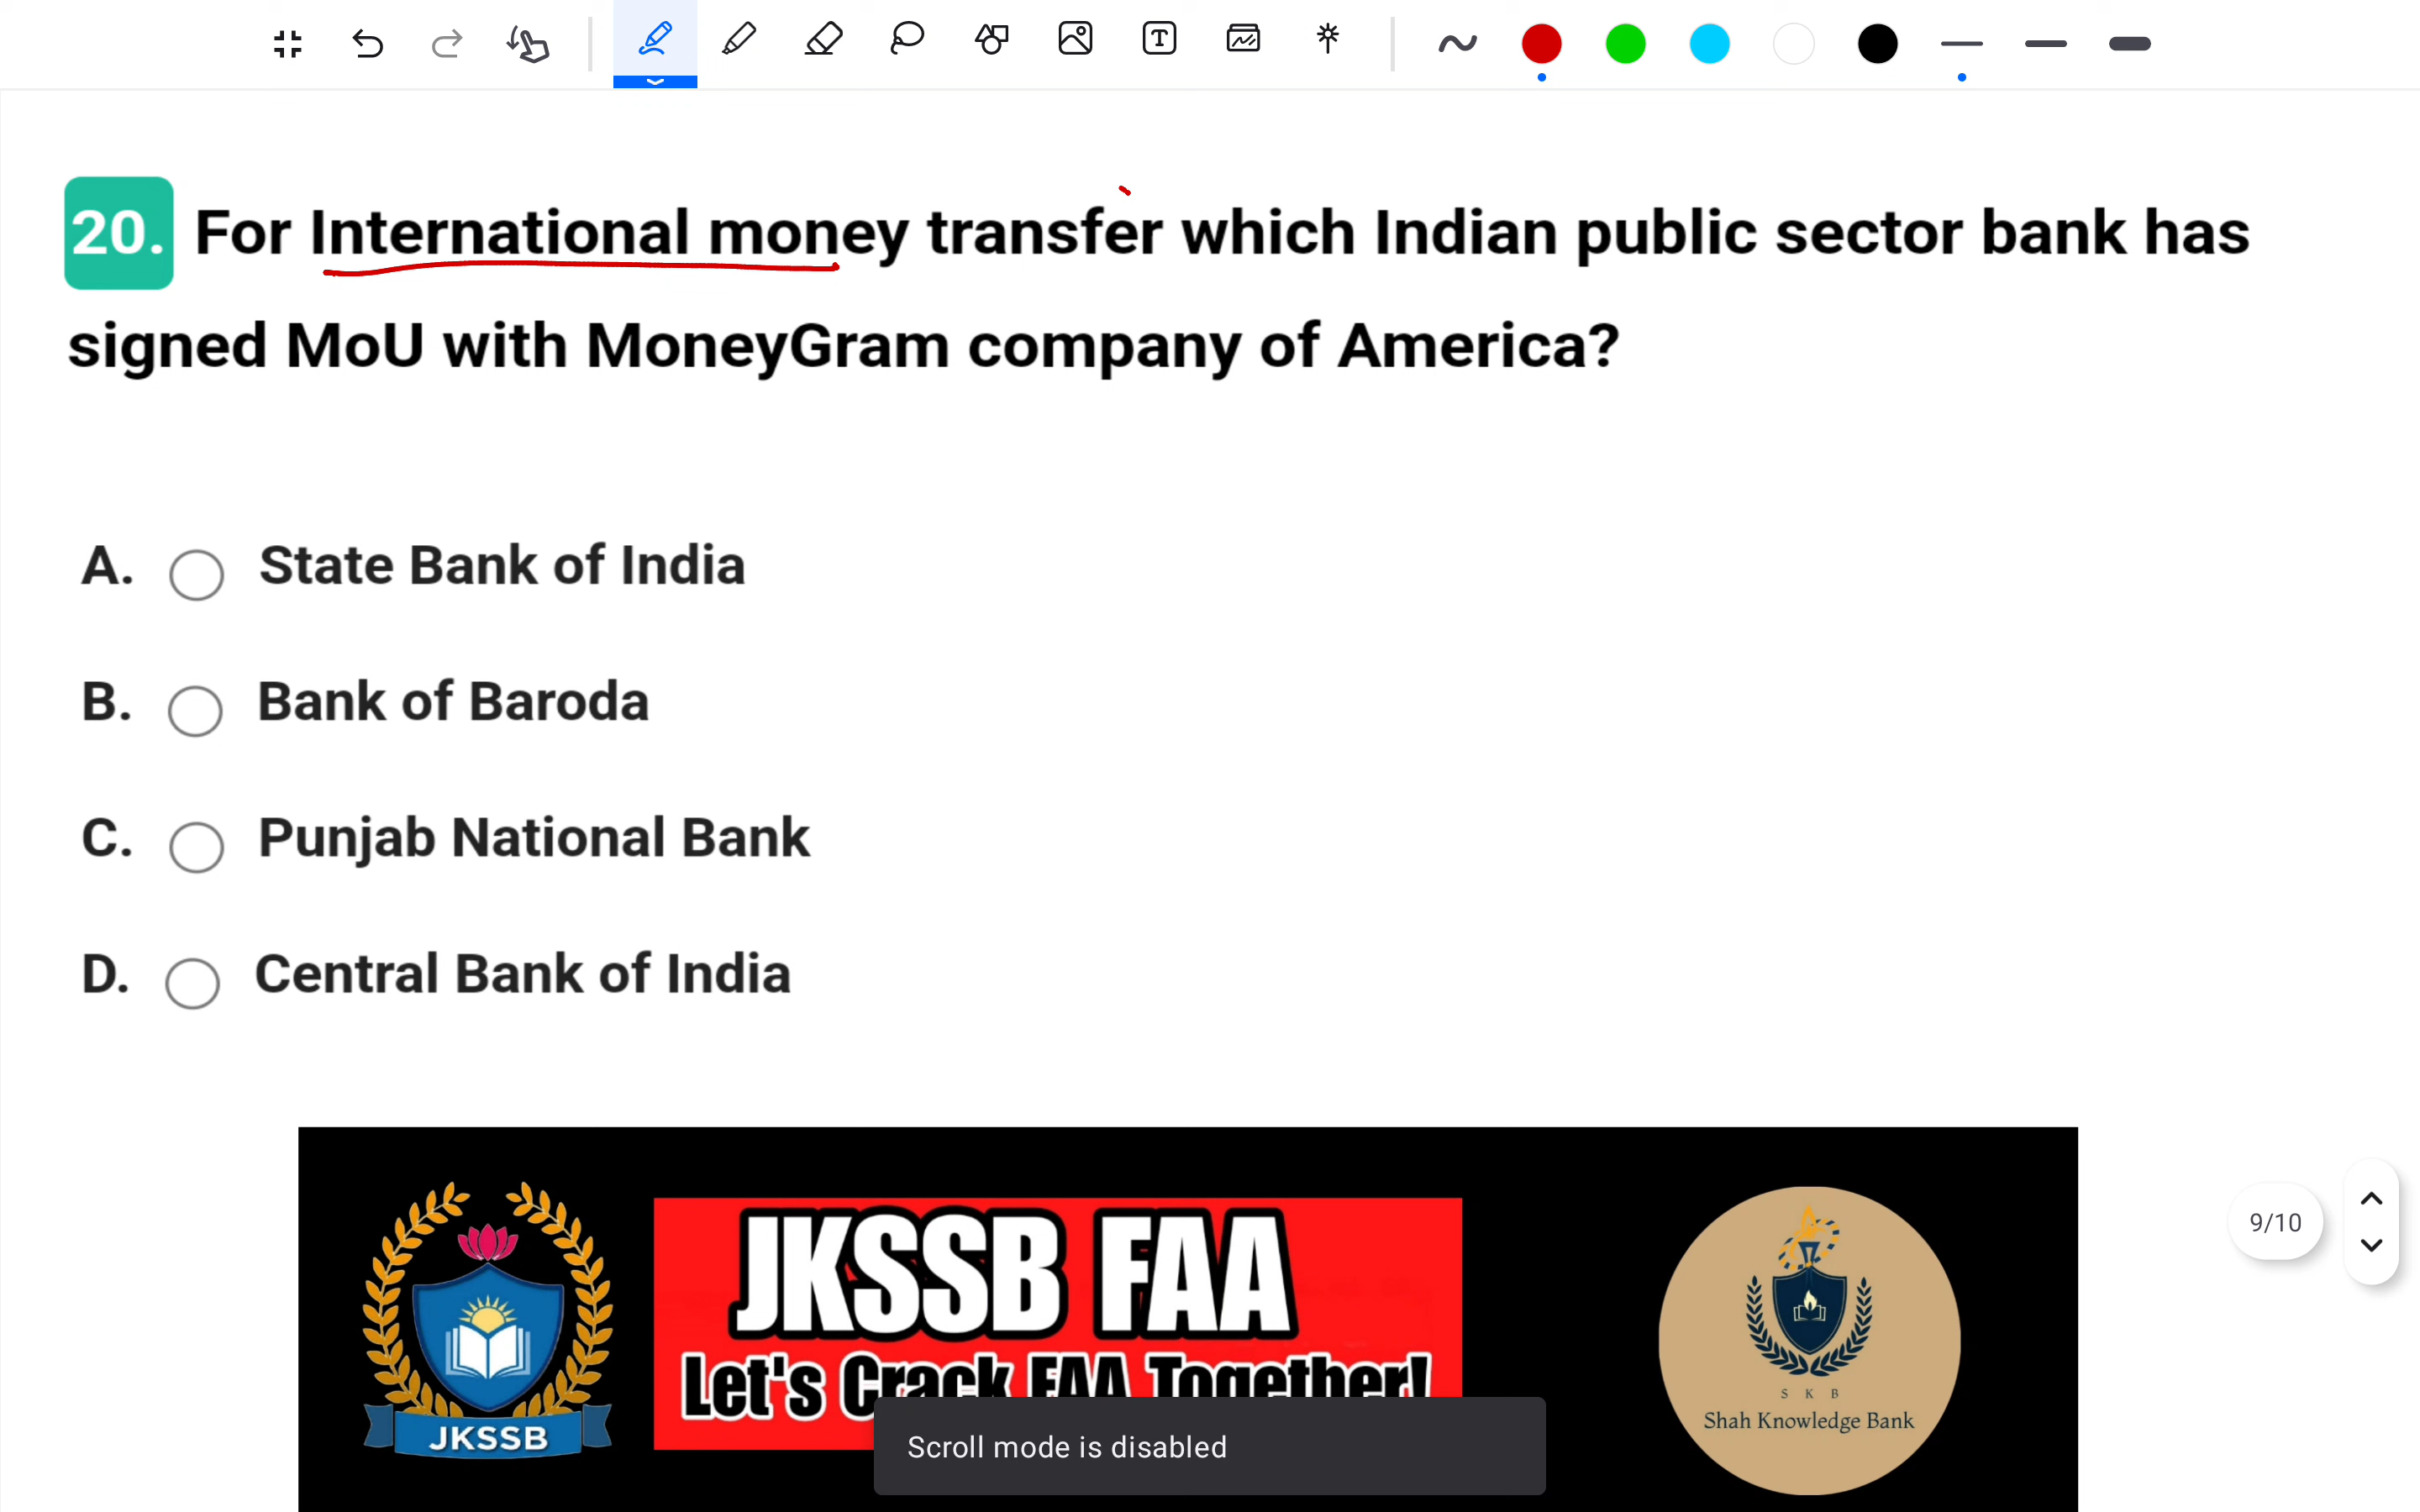 20. For International money transfer which Indian public sector bank has
signed MoU with MoneyGram company of America?
A. State Bank of India
B. Bank of Baroda
C. Punjab National Bank
D. Central Bank of India
9/10
JKSSB FAA
Let's Crack FAA Together!
JKSSB
S K B
Shah Knowledge Bank
Scroll mode is disabled